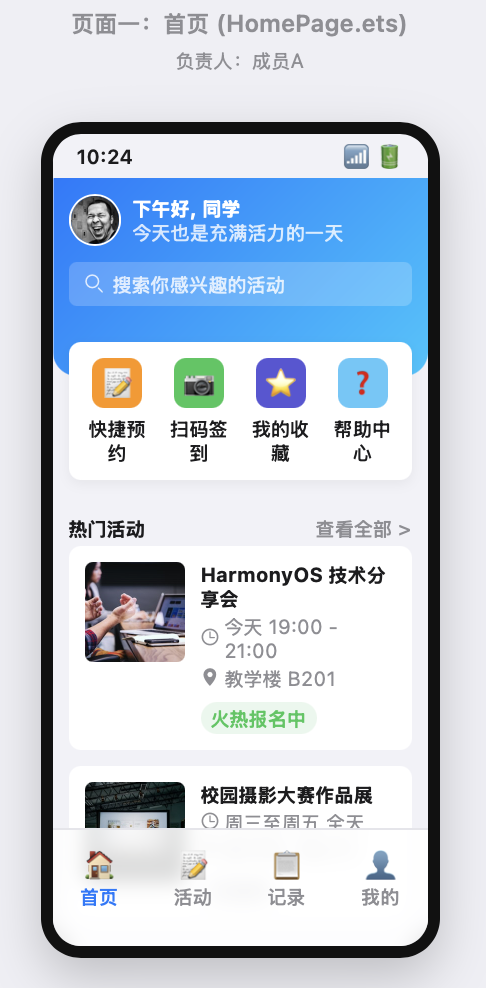 页面一：首页 (HomePage.ets)
负责人：成员A
10:24
下午好, 同学
今天也是充满活力的一天
搜索你感兴趣的活动
快捷预
约
扫码签
到
我的收
藏
帮助中
心
热门活动
查看全部 >
HarmonyOS 技术分
享会
今天 19:00 -
21:00
教学楼 B201
火热报名中
校园摄影大赛作品展
周三至周五 全天
首页
活动
记录
我的